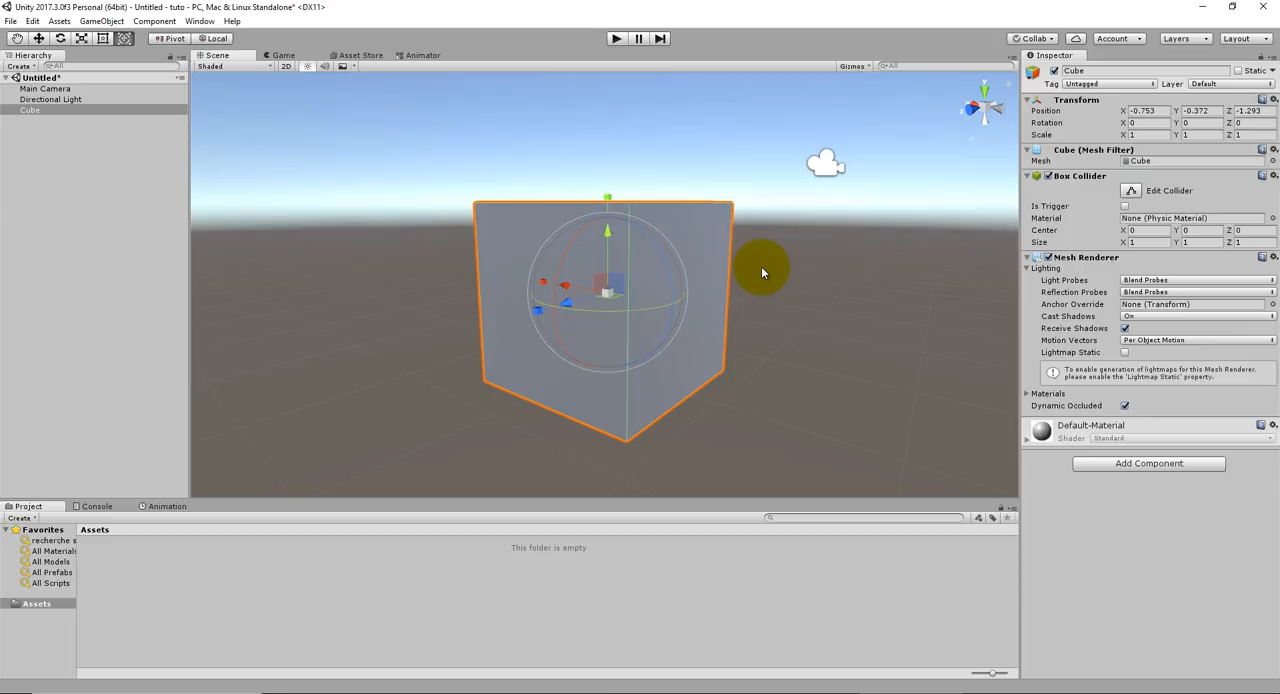 Unity 2017.3.0f3 Personal (64bit) - Untitled - tuto - PC, Mac & Linux Standalone* <DX11>
File Edit Assets GameObject Component Window Help
Pivot Local Collab Account Layers Layout
Hierarchy
Create All
Untitled*
Main Camera
Directional Light
Cube
Scene Game Asset Store Animator
Shaded 2D Gizmos All
y
z
Inspector
Cube Static
Tag Untagged Layer Default
Transform
Position X -0.753 Y -0.372 Z -1.293
Rotation X 0 Y 0 Z 0
Scale X 1 Y 1 Z 1
Cube (Mesh Filter)
Mesh Cube
Box Collider
Edit Collider
Is Trigger
Material None (Physic Material)
Center X 0 Y 0 Z 0
Size X 1 Y 1 Z 1
Mesh Renderer
Lighting
Light Probes Blend Probes
Reflection Probes Blend Probes
Anchor Override None (Transform)
Cast Shadows On
Receive Shadows
Motion Vectors Per Object Motion
Lightmap Static
To enable generation of lightmaps for this Mesh Renderer,
please enable the 'Lightmap Static' property.
Materials
Dynamic Occluded
Default-Material
Shader Standard
Add Component
Project Console Animation
Create
Favorites
recherche s
All Materials
All Models
All Prefabs
All Scripts
Assets
Assets
This folder is empty